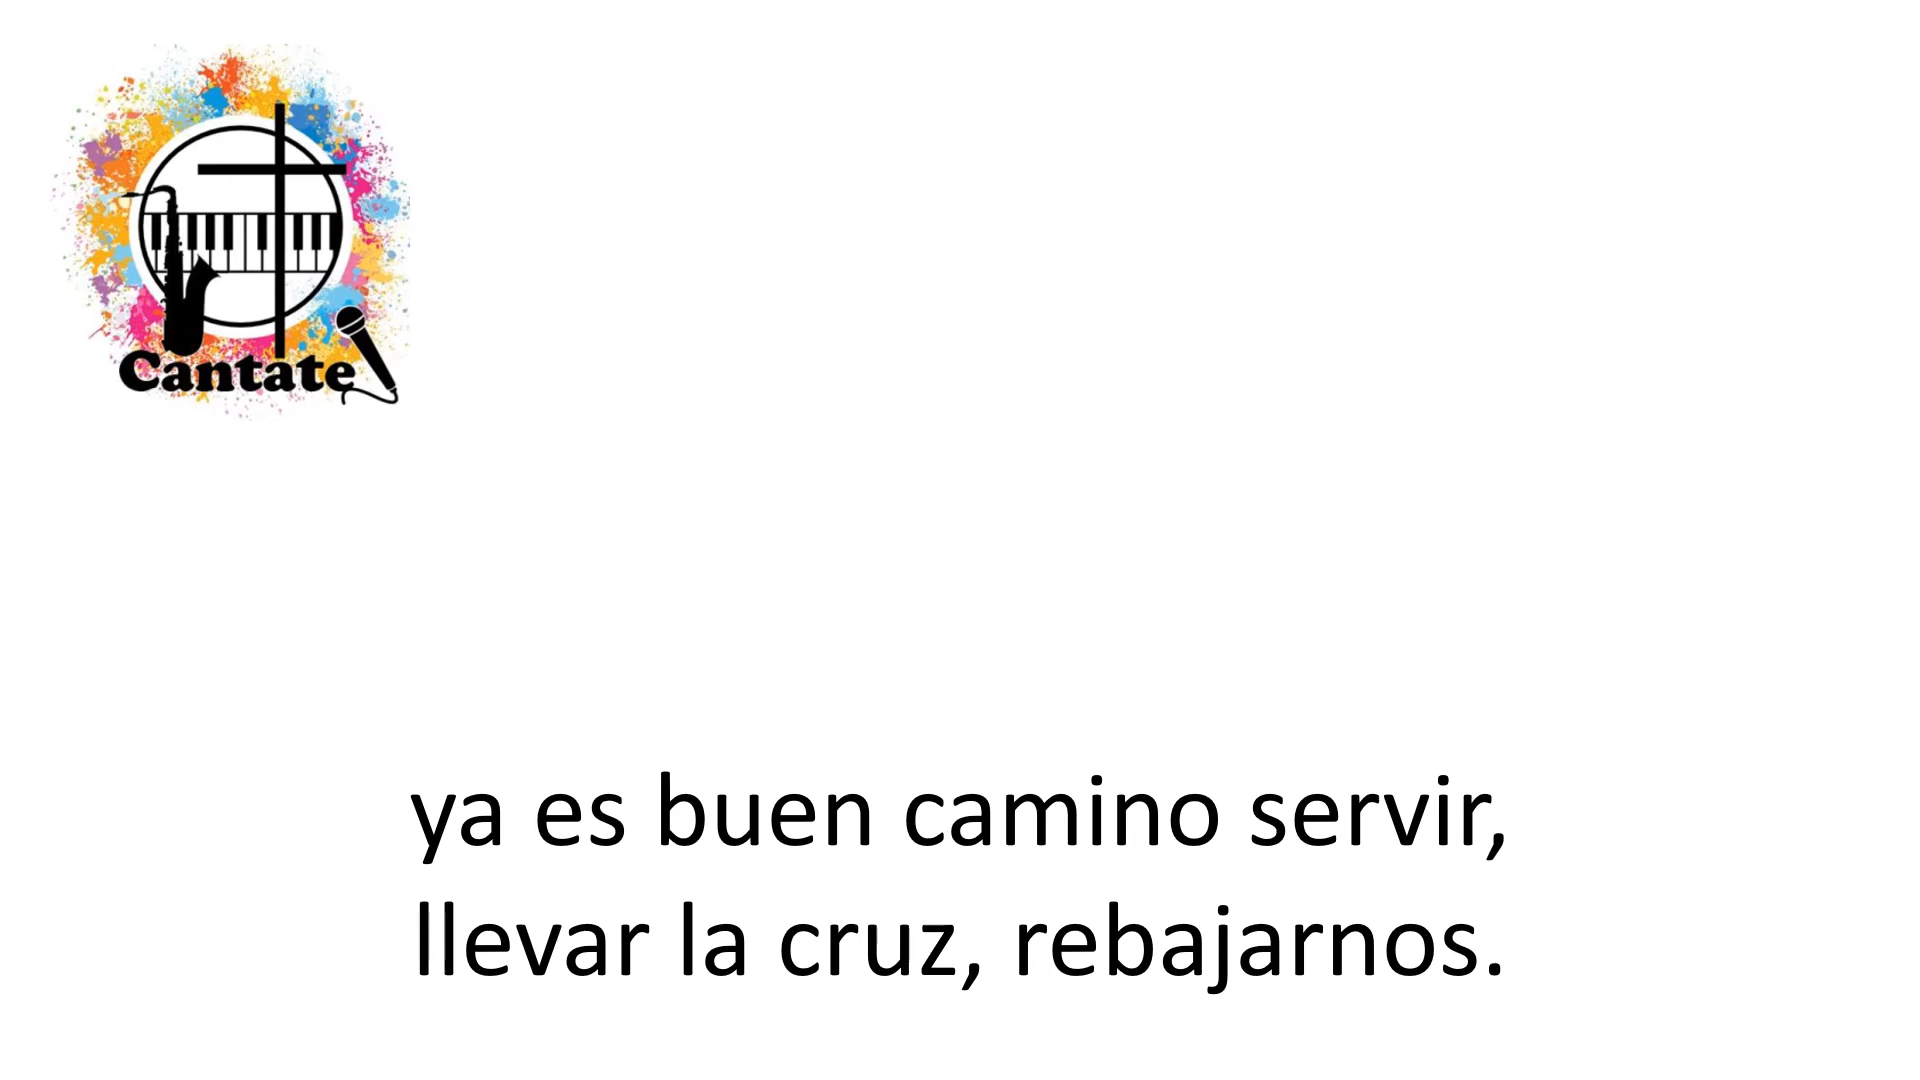 Cantate
ya es buen camino servir,
llevar la cruz, rebajarnos.